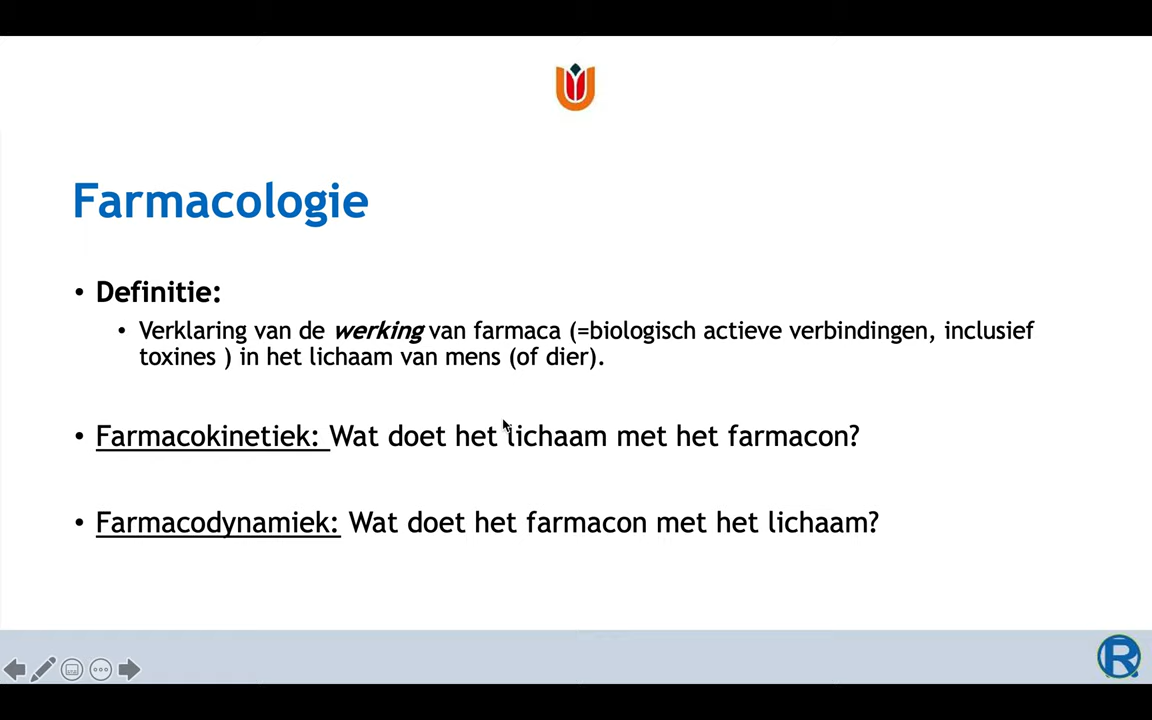 Farmacologie
• Definitie:
• Verklaring van de werking van farmaca (=biologisch actieve verbindingen, inclusief
toxines ) in het lichaam van mens (of dier).
• Farmacokinetiek: Wat doet het lichaam met het farmacon?
• Farmacodynamiek: Wat doet het farmacon met het lichaam?
R